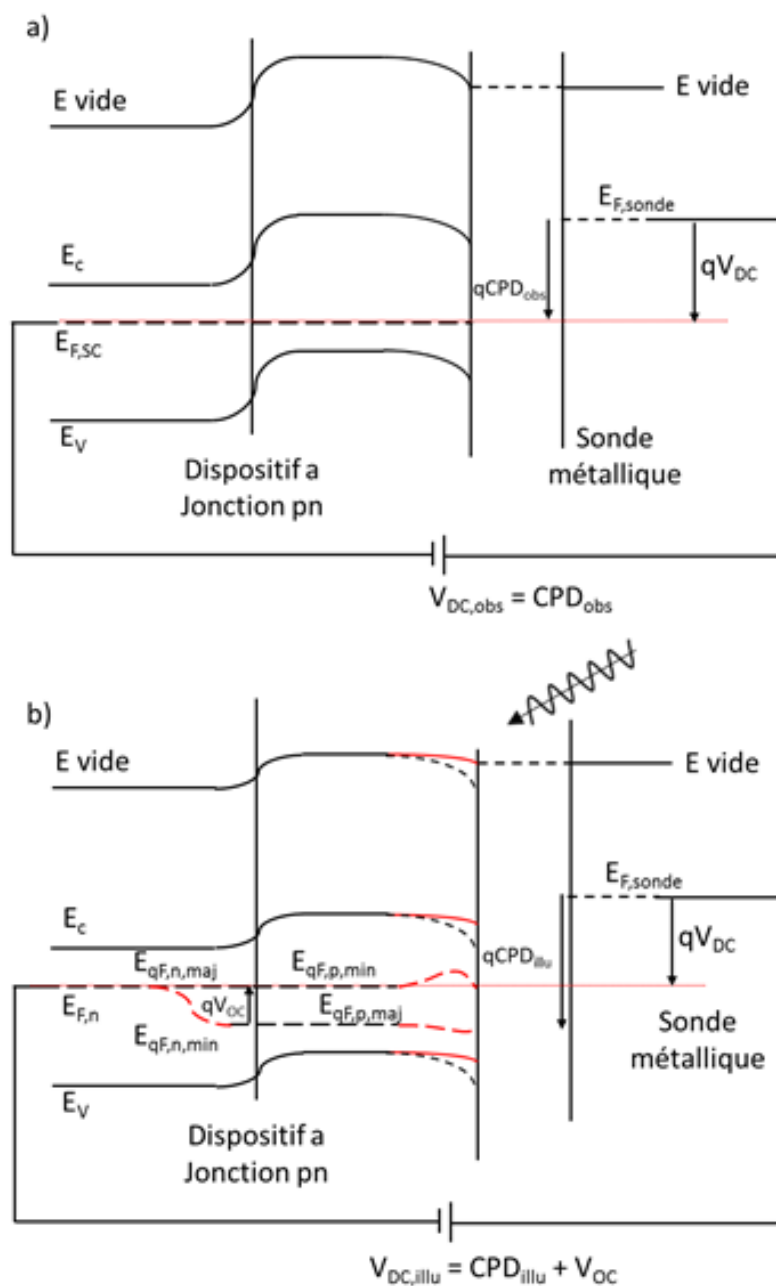 a)
E vide
E vide
E_F,sonde
E_c
qCPD_obs
qV_DC
E_F,SC
E_V
Sonde
métallique
Dispositif a
Jonction pn
V_DC,obs = CPD_obs
b)
E vide
E vide
E_F,sonde
E_c
qCPD_illu
qV_DC
E_qF,n,maj
E_qF,p,min
E_F,n
qV_OC
E_qF,p,maj
E_qF,n,min
Sonde
métallique
E_V
Dispositif a
Jonction pn
V_DC,illu = CPD_illu + V_OC